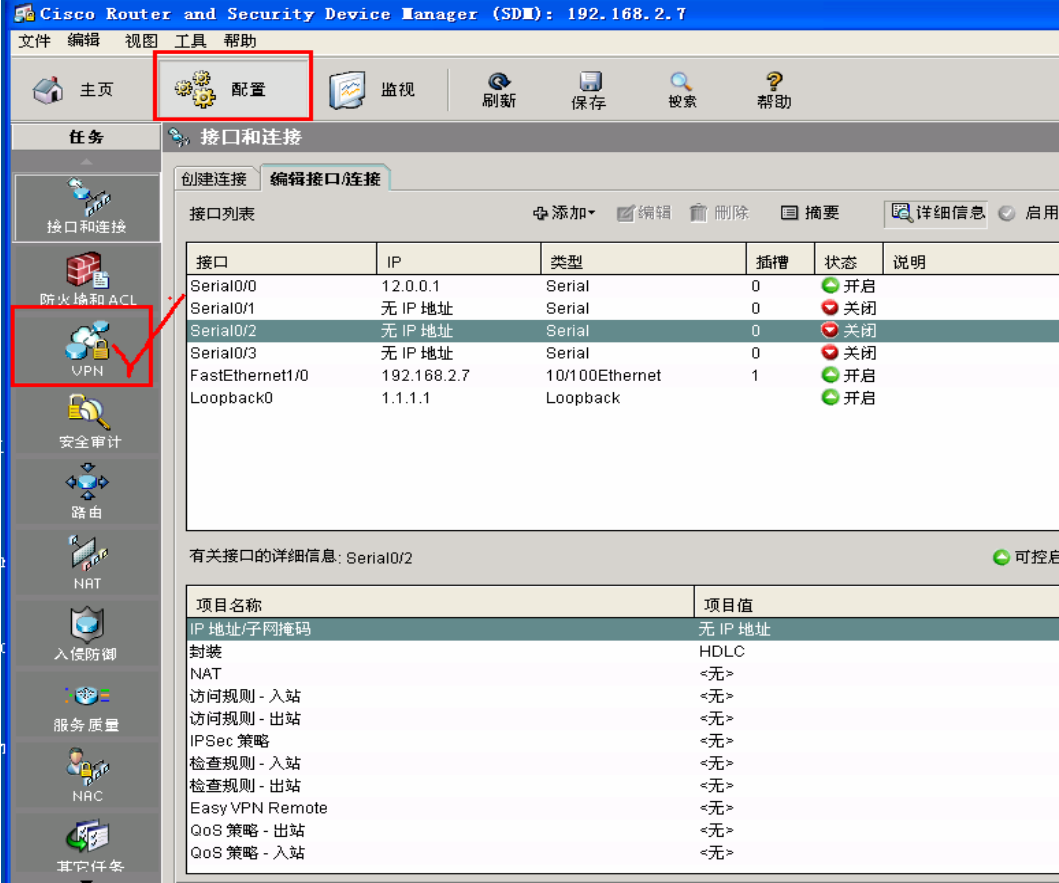 Cisco Router and Security Device Manager (SDM): 192.168.2.7
文件 编辑 视图 工具 帮助
主页 配置 监视 刷新 保存 搜索 帮助
任务
接口和连接
防火墙和 ACL
VPN
安全审计
路由
NAT
入侵防御
服务质量
NAC
其它任务
接口和连接
创建连接 编辑接口/连接
接口列表 添加 编辑 删除 摘要 详细信息 启用
接口 IP 类型 插槽 状态 说明
Serial0/0 12.0.0.1 Serial 0 开启
Serial0/1 无 IP 地址 Serial 0 关闭
Serial0/2 无 IP 地址 Serial 0 关闭
Serial0/3 无 IP 地址 Serial 0 关闭
FastEthernet1/0 192.168.2.7 10/100Ethernet 1 开启
Loopback0 1.1.1.1 Loopback 开启
有关接口的详细信息: Serial0/2 可控
项目名称 项目值
IP 地址/子网掩码 无 IP 地址
封装 HDLC
NAT <无>
访问规则 - 入站 <无>
访问规则 - 出站 <无>
IPSec 策略 <无>
检查规则 - 入站 <无>
检查规则 - 出站 <无>
Easy VPN Remote <无>
QoS 策略 - 出站 <无>
QoS 策略 - 入站 <无>